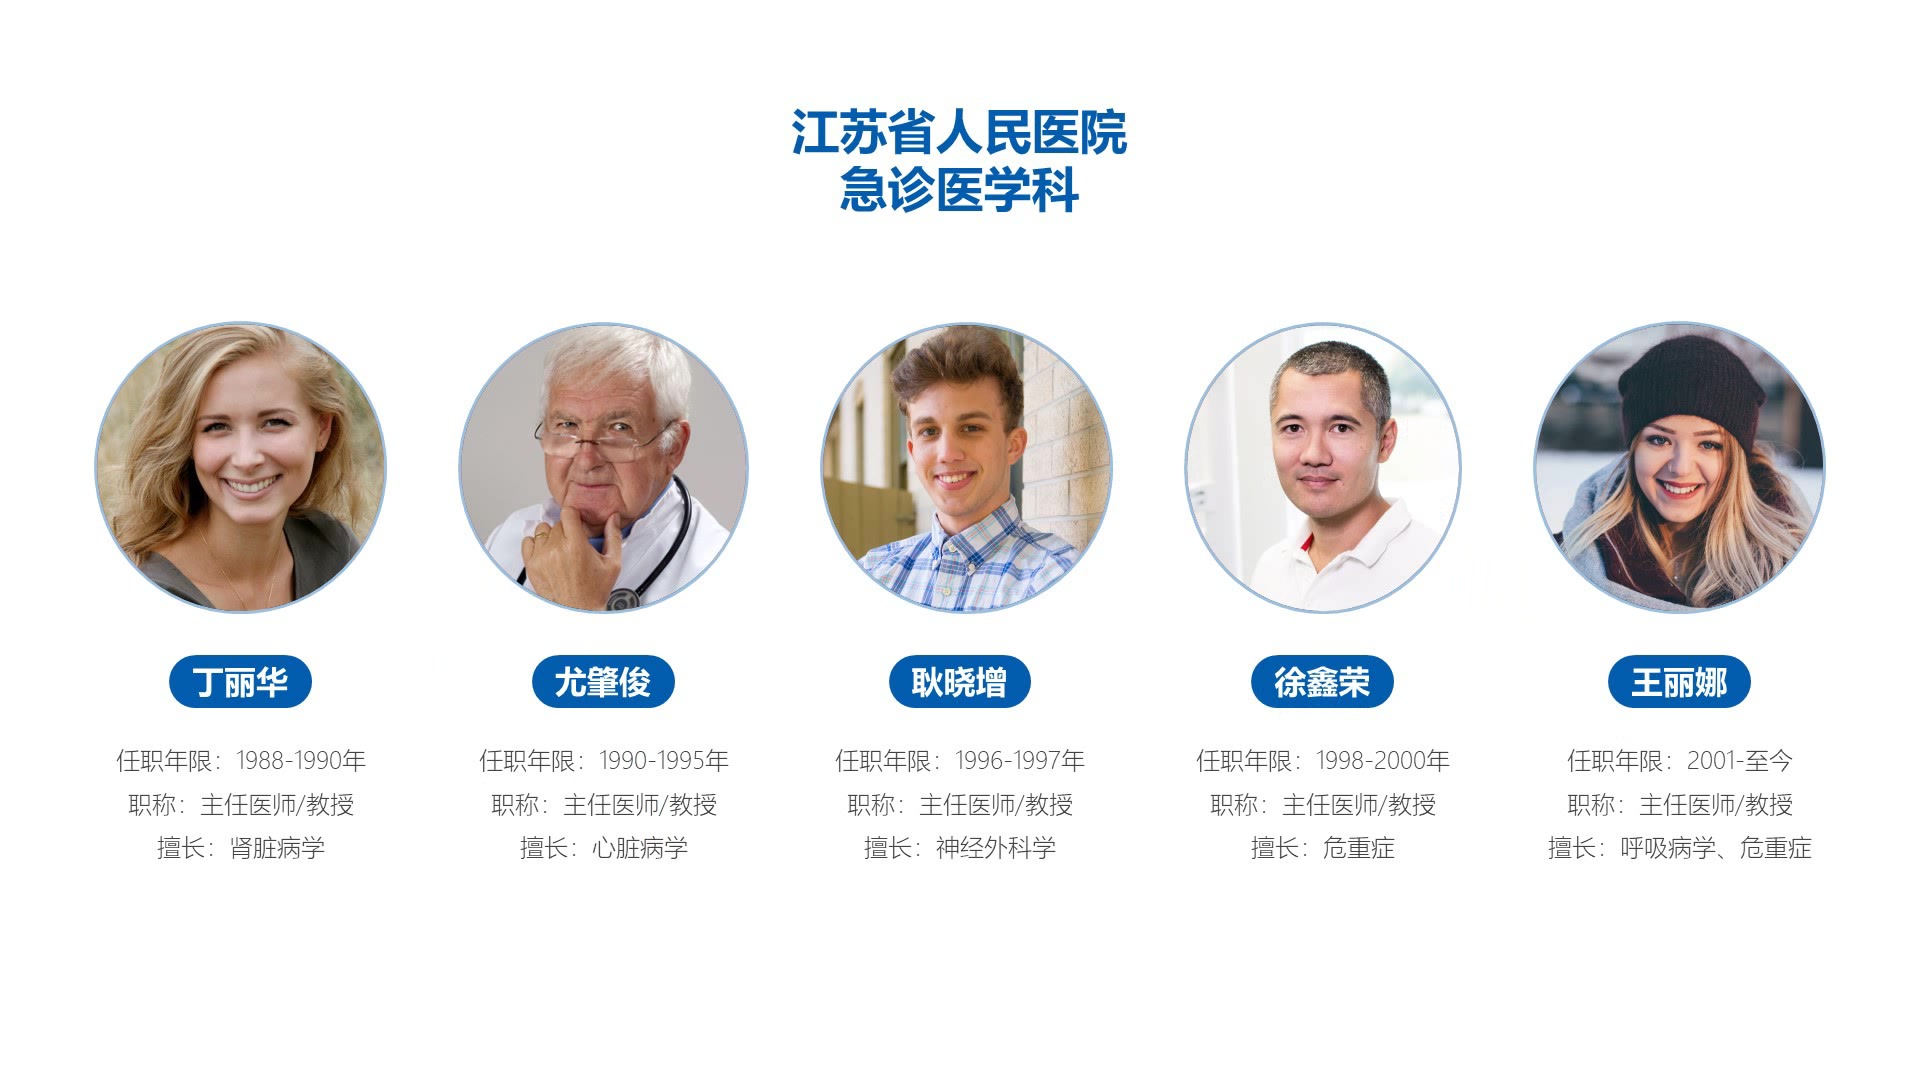 江苏省人民医院
急诊医学科
丁丽华
任职年限：1988-1990年
职称：主任医师/教授
擅长：肾脏病学
尤肇俊
任职年限：1990-1995年
职称：主任医师/教授
擅长：心脏病学
耿晓增
任职年限：1996-1997年
职称：主任医师/教授
擅长：神经外科学
徐鑫荣
任职年限：1998-2000年
职称：主任医师/教授
擅长：危重症
王丽娜
任职年限：2001-至今
职称：主任医师/教授
擅长：呼吸病学、危重症